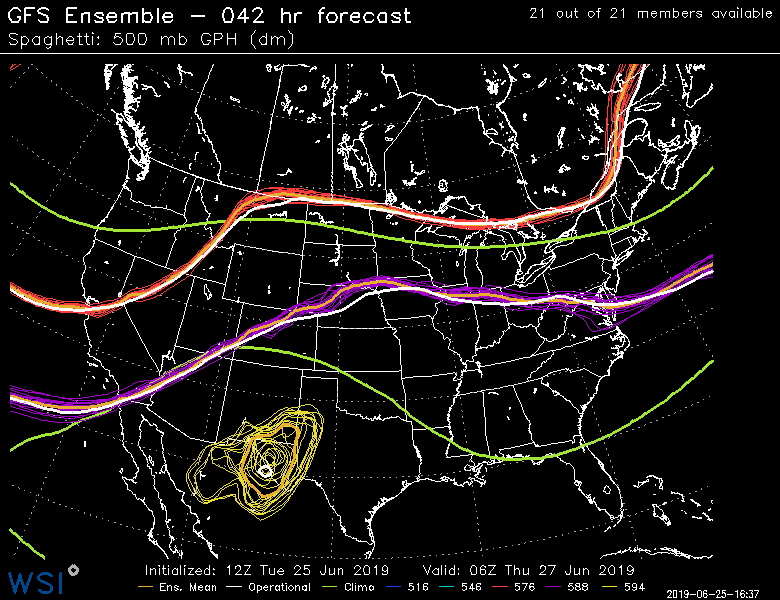 GFS Ensemble – 042 hr forecast
21 out of 21 members available
Spaghetti: 500 mb GPH (dm)
Initialized: 12Z Tue 25 Jun 2019 Valid: 06Z Thu 27 Jun 2019
WSI
Ens. Mean Operational Climo 516 546 576 588 594
2019-06-25-16:37